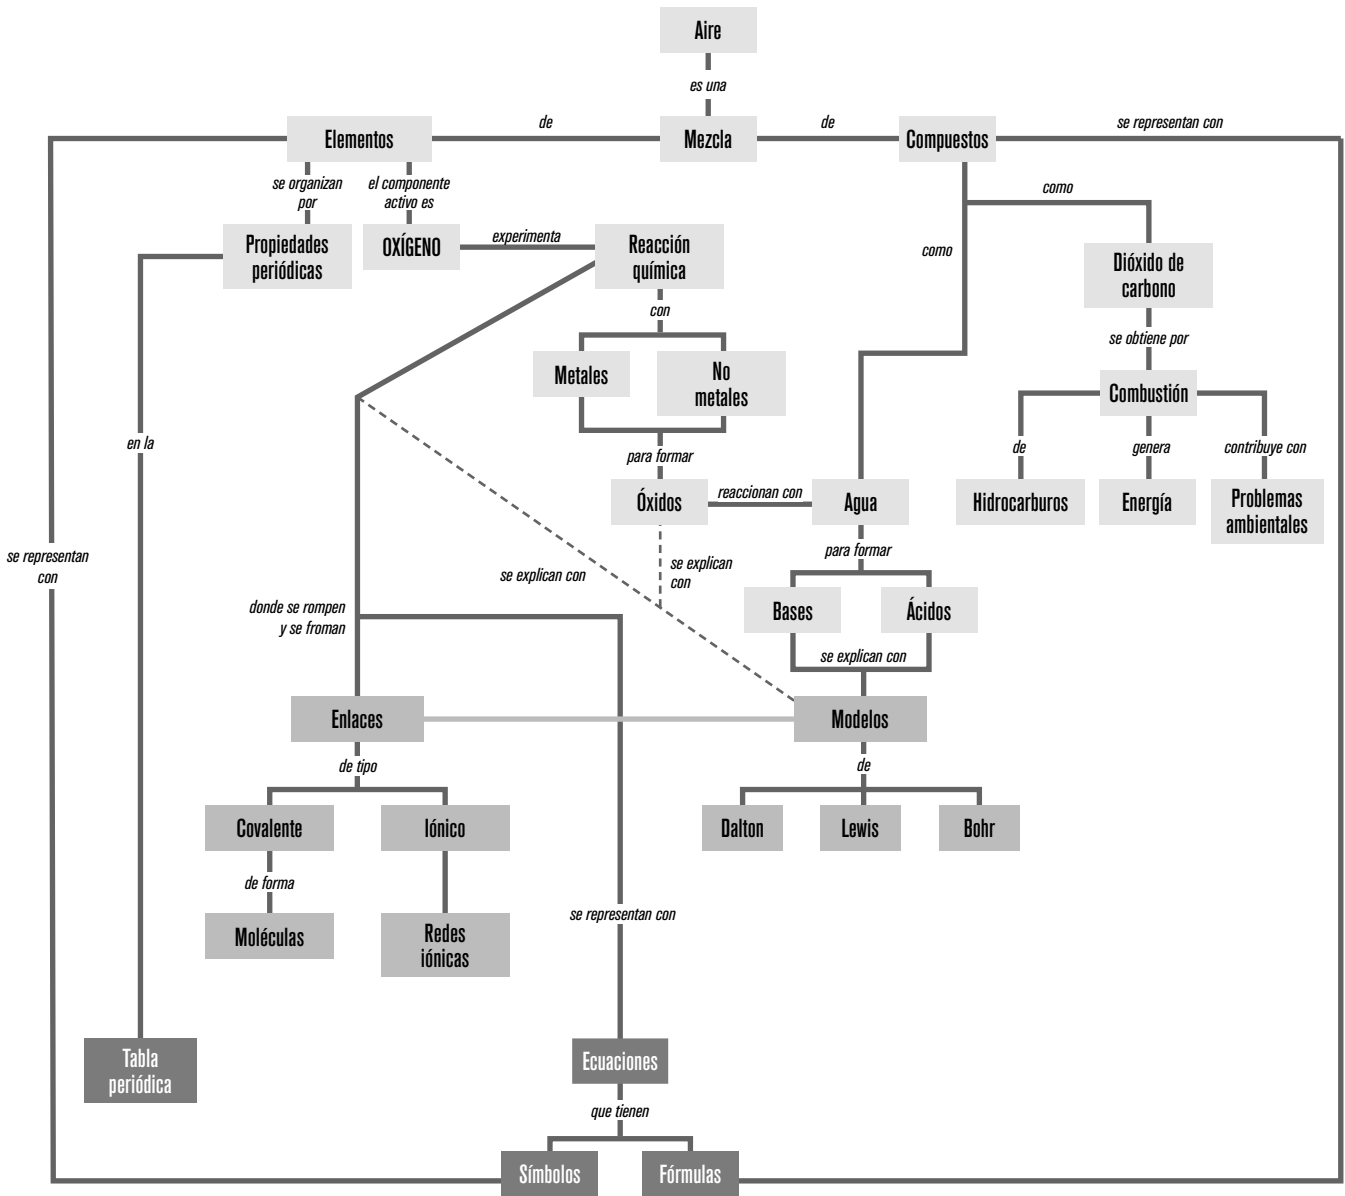 Aire
es una
de
de
se representan con
Elementos
Mezcla
Compuestos
se organizan
por
el componente
activo es
como
Propiedades
periódicas
OXÍGENO
experimenta
Reacción
química
como
Dióxido de
carbono
con
se obtiene por
Metales
No
metales
Combustión
en la
para formar
de
genera
contribuye con
Óxidos
reaccionan con
Agua
Hidrocarburos
Energía
Problemas
ambientales
se representan
con
se explican con
se explican
con
para formar
donde se rompen
y se froman
Bases
Ácidos
se explican con
Enlaces
Modelos
de tipo
de
Covalente
Iónico
Dalton
Lewis
Bohr
de forma
se representan con
Moléculas
Redes
iónicas
Tabla
periódica
Ecuaciones
que tienen
Símbolos
Fórmulas